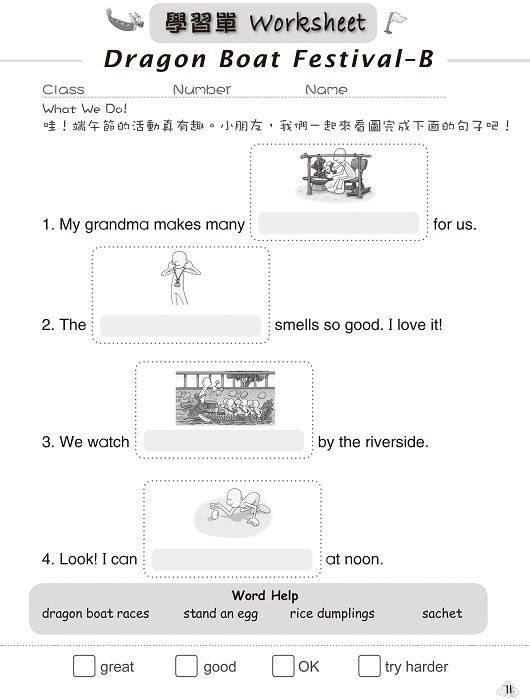 學習單 Worksheet
Dragon Boat Festival-B
Class Number Name
What We Do!
哇！端午節的活動真有趣。小朋友，我們一起來看圖完成下面的句子吧！
1. My grandma makes many for us.
2. The smells so good. I love it!
3. We watch by the riverside.
4. Look! I can at noon.
Word Help
dragon boat races stand an egg rice dumplings sachet
great good OK try harder